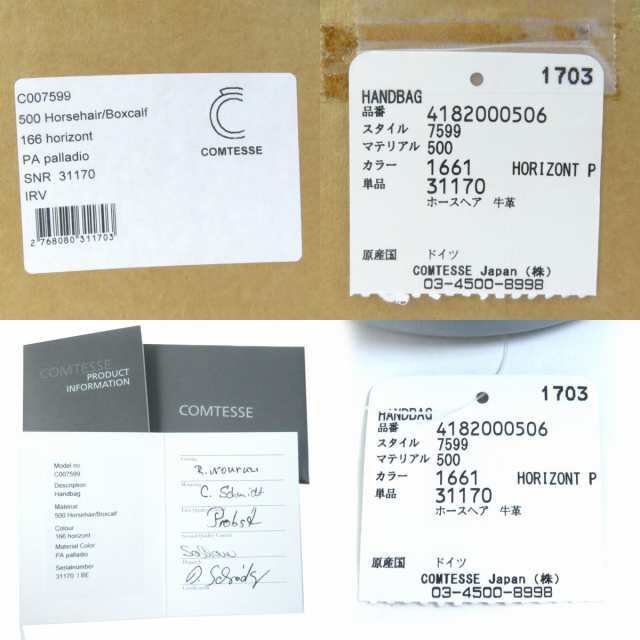 C007599
500 Horsehair/Boxcalf
166 horizont
PA palladio
SNR 31170
IRV
2 768080 311703
COMTESSE
1703
HANDBAG
品番 4182000506
スタイル 7599
マテリアル 500
カラー 1661 HORIZONT P
単品 31170
ホースヘア 牛革
原産国 ドイツ
COMTESSE Japan (株)
03-4500-8998
COMTESSE
PRODUCT
INFORMATION
COMTESSE
Model no
C007599
Description
Handbag
Material
500 Horsehair/Boxcalf
Colour
166 horizont
Material Color
PA palladio
Serialnumber
31170 / BE
C. Schmidt
Probst
1703
HANDBAG
品番 4182000506
スタイル 7599
マテリアル 500
カラー 1661 HORIZONT P
単品 31170
ホースヘア 牛革
原産国 ドイツ
COMTESSE Japan (株)
03-4500-8998